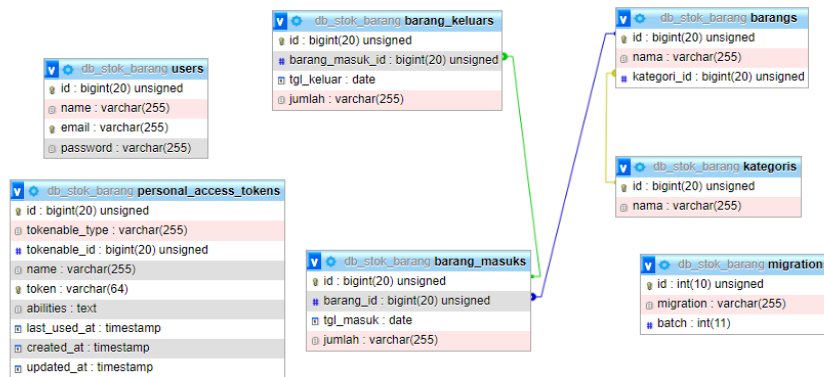 db_stok_barang users
id : bigint(20) unsigned
name : varchar(255)
email : varchar(255)
password : varchar(255)
db_stok_barang barang_keluars
id : bigint(20) unsigned
barang_masuk_id : bigint(20) unsigned
tgl_keluar : date
jumlah : varchar(255)
db_stok_barang barangs
id : bigint(20) unsigned
nama : varchar(255)
kategori_id : bigint(20) unsigned
db_stok_barang kategoris
id : bigint(20) unsigned
nama : varchar(255)
db_stok_barang personal_access_tokens
id : bigint(20) unsigned
tokenable_type : varchar(255)
tokenable_id : bigint(20) unsigned
name : varchar(255)
token : varchar(64)
abilities : text
last_used_at : timestamp
created_at : timestamp
updated_at : timestamp
db_stok_barang barang_masuks
id : bigint(20) unsigned
barang_id : bigint(20) unsigned
tgl_masuk : date
jumlah : varchar(255)
db_stok_barang migration
id : int(10) unsigned
migration : varchar(255)
batch : int(11)